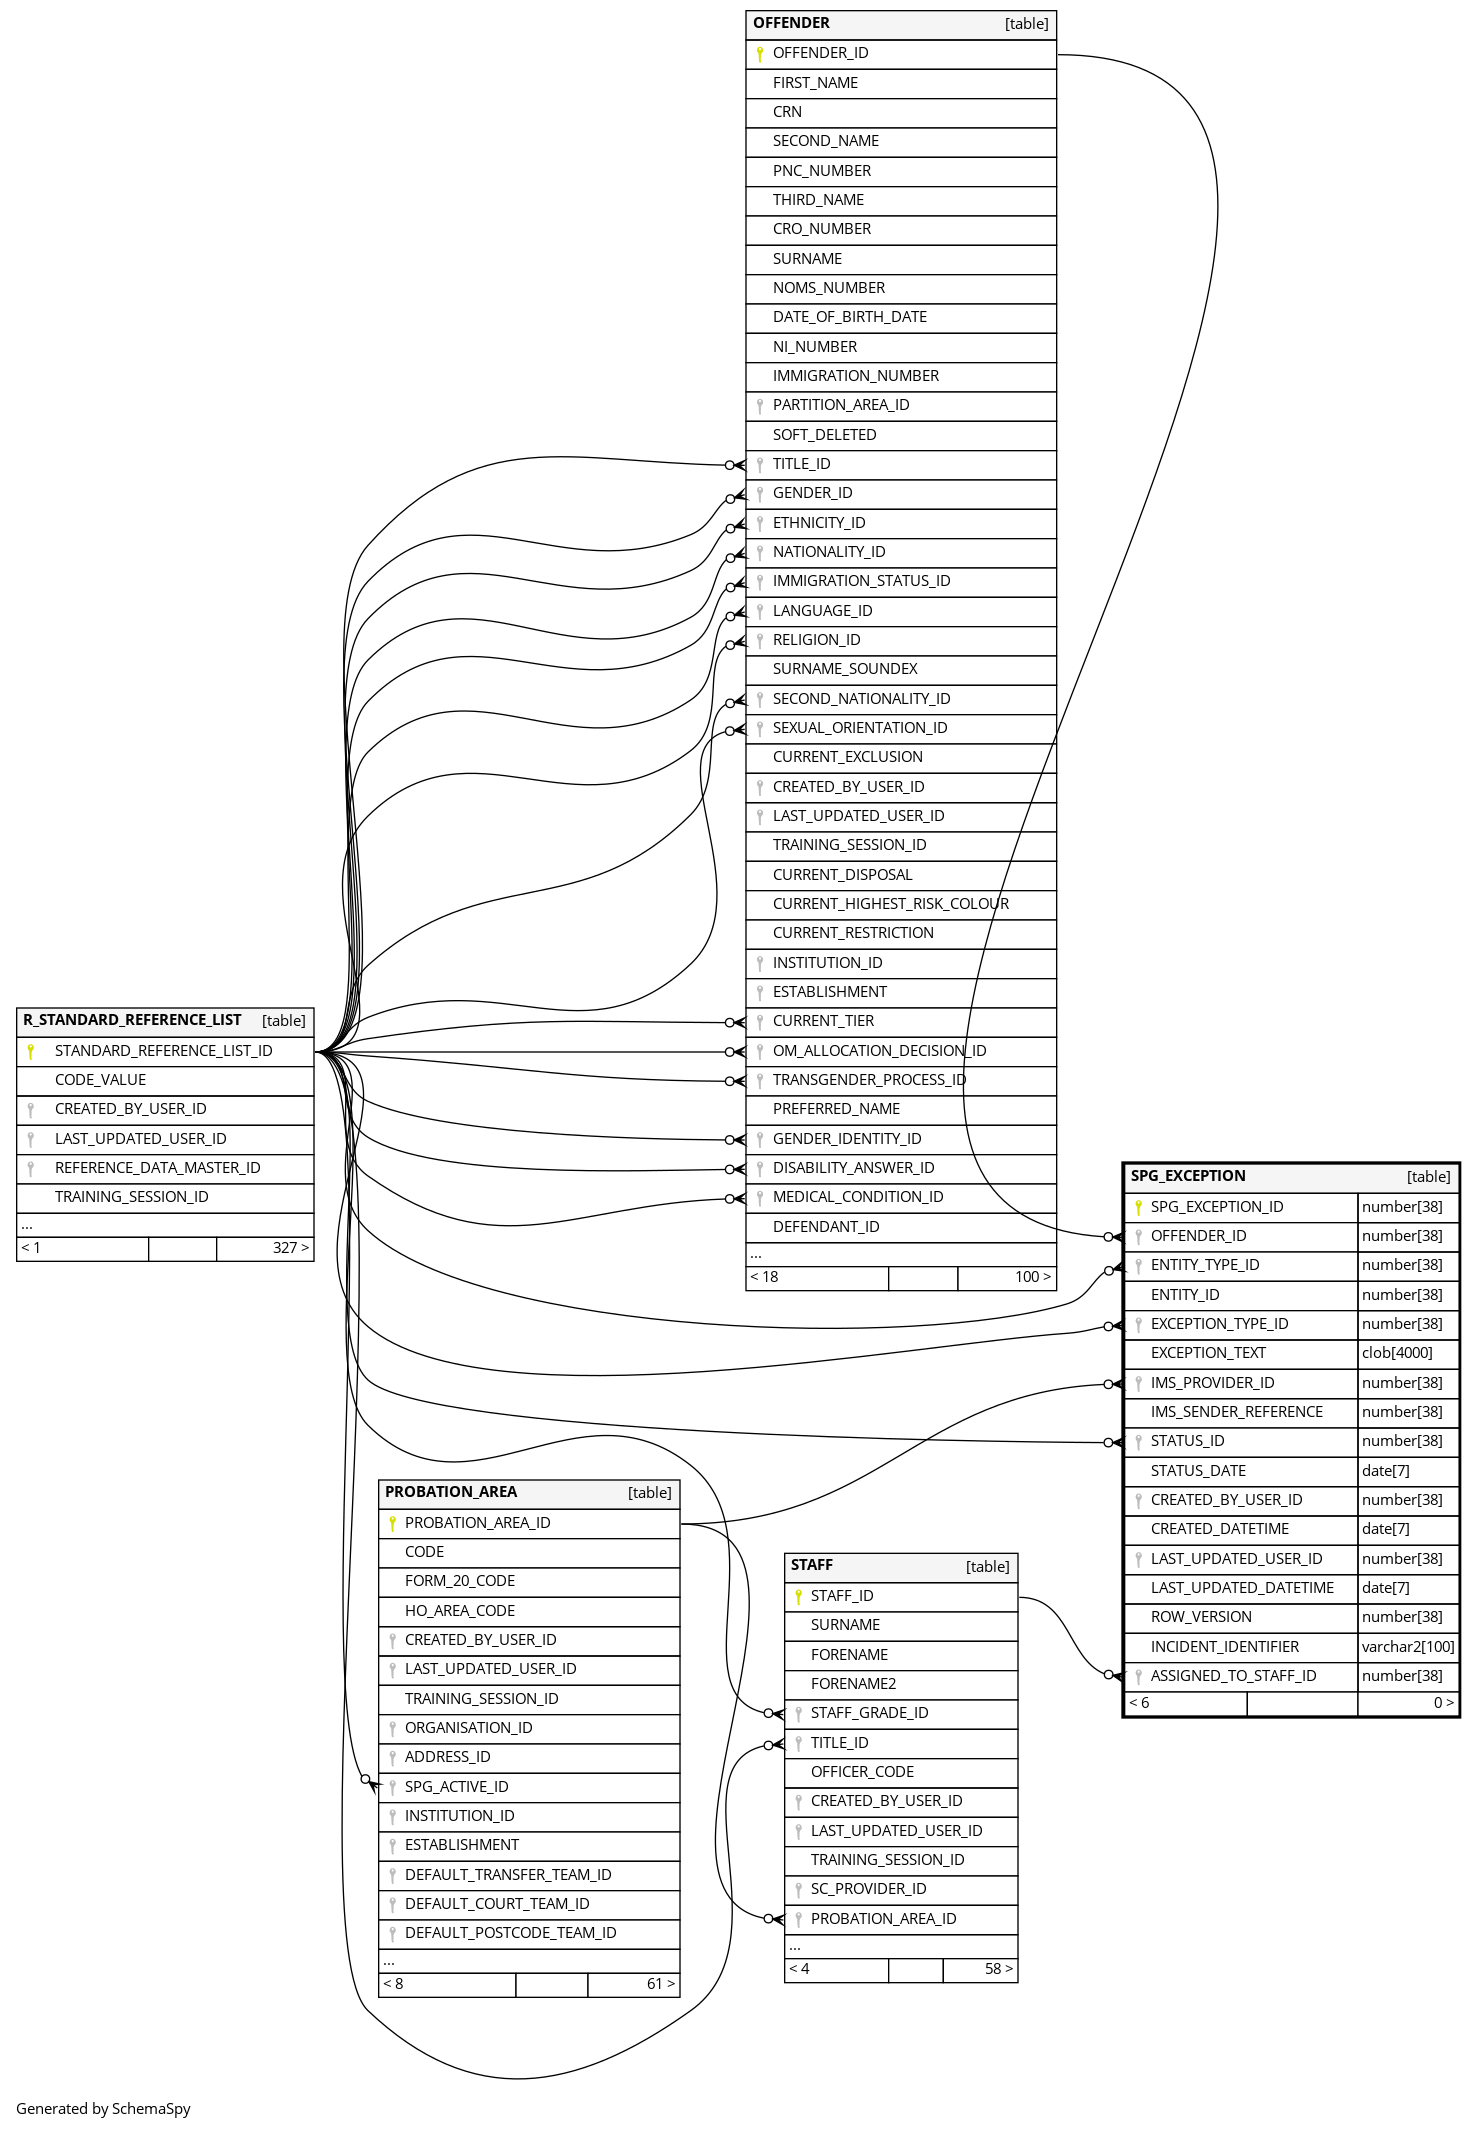 OFFENDER [table]
OFFENDER_ID
FIRST_NAME
CRN
SECOND_NAME
PNC_NUMBER
THIRD_NAME
CRO_NUMBER
SURNAME
NOMS_NUMBER
DATE_OF_BIRTH_DATE
NI_NUMBER
IMMIGRATION_NUMBER
PARTITION_AREA_ID
SOFT_DELETED
TITLE_ID
GENDER_ID
ETHNICITY_ID
NATIONALITY_ID
IMMIGRATION_STATUS_ID
LANGUAGE_ID
RELIGION_ID
SURNAME_SOUNDEX
SECOND_NATIONALITY_ID
SEXUAL_ORIENTATION_ID
CURRENT_EXCLUSION
CREATED_BY_USER_ID
LAST_UPDATED_USER_ID
TRAINING_SESSION_ID
CURRENT_DISPOSAL
CURRENT_HIGHEST_RISK_COLOUR
CURRENT_RESTRICTION
INSTITUTION_ID
ESTABLISHMENT
CURRENT_TIER
OM_ALLOCATION_DECISION_ID
TRANSGENDER_PROCESS_ID
PREFERRED_NAME
GENDER_IDENTITY_ID
DISABILITY_ANSWER_ID
MEDICAL_CONDITION_ID
DEFENDANT_ID
...
< 18 100 >
R_STANDARD_REFERENCE_LIST [table]
STANDARD_REFERENCE_LIST_ID
CODE_VALUE
CREATED_BY_USER_ID
LAST_UPDATED_USER_ID
REFERENCE_DATA_MASTER_ID
TRAINING_SESSION_ID
...
< 1 327 >
SPG_EXCEPTION [table]
SPG_EXCEPTION_ID number[38]
OFFENDER_ID number[38]
ENTITY_TYPE_ID number[38]
ENTITY_ID number[38]
EXCEPTION_TYPE_ID number[38]
EXCEPTION_TEXT clob[4000]
IMS_PROVIDER_ID number[38]
IMS_SENDER_REFERENCE number[38]
STATUS_ID number[38]
STATUS_DATE date[7]
CREATED_BY_USER_ID number[38]
CREATED_DATETIME date[7]
LAST_UPDATED_USER_ID number[38]
LAST_UPDATED_DATETIME date[7]
ROW_VERSION number[38]
INCIDENT_IDENTIFIER varchar2[100]
ASSIGNED_TO_STAFF_ID number[38]
< 6 0 >
PROBATION_AREA [table]
PROBATION_AREA_ID
CODE
FORM_20_CODE
HO_AREA_CODE
CREATED_BY_USER_ID
LAST_UPDATED_USER_ID
TRAINING_SESSION_ID
ORGANISATION_ID
ADDRESS_ID
SPG_ACTIVE_ID
INSTITUTION_ID
ESTABLISHMENT
DEFAULT_TRANSFER_TEAM_ID
DEFAULT_COURT_TEAM_ID
DEFAULT_POSTCODE_TEAM_ID
...
< 8 61 >
STAFF [table]
STAFF_ID
SURNAME
FORENAME
FORENAME2
STAFF_GRADE_ID
TITLE_ID
OFFICER_CODE
CREATED_BY_USER_ID
LAST_UPDATED_USER_ID
TRAINING_SESSION_ID
SC_PROVIDER_ID
PROBATION_AREA_ID
...
< 4 58 >
Generated by SchemaSpy